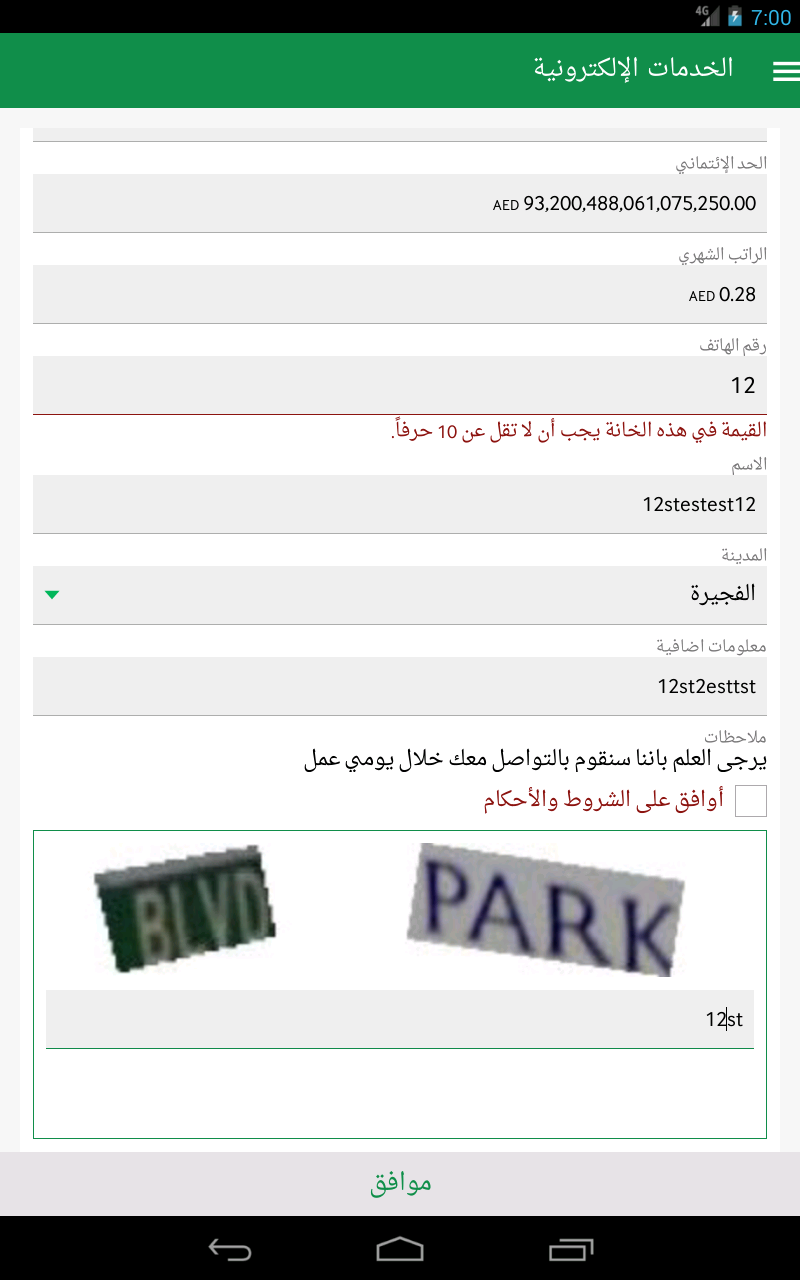 4G 7:00
الخدمات الإلكترونية
الحد الإئتماني
AED 93,200,488,061,075,250.00
الراتب الشهري
AED 0.28
رقم الهاتف
12
القيمة في هذه الخانة يجب أن لا تقل عن 10 حرفاً.
الاسم
12stestest12
المدينة
الفجيرة
معلومات اضافية
12st2esttst
ملاحظات
يرجى العلم باننا سنقوم بالتواصل معك خلال يومي عمل
أوافق على الشروط والأحكام
BLVD PARK
12st
موافق